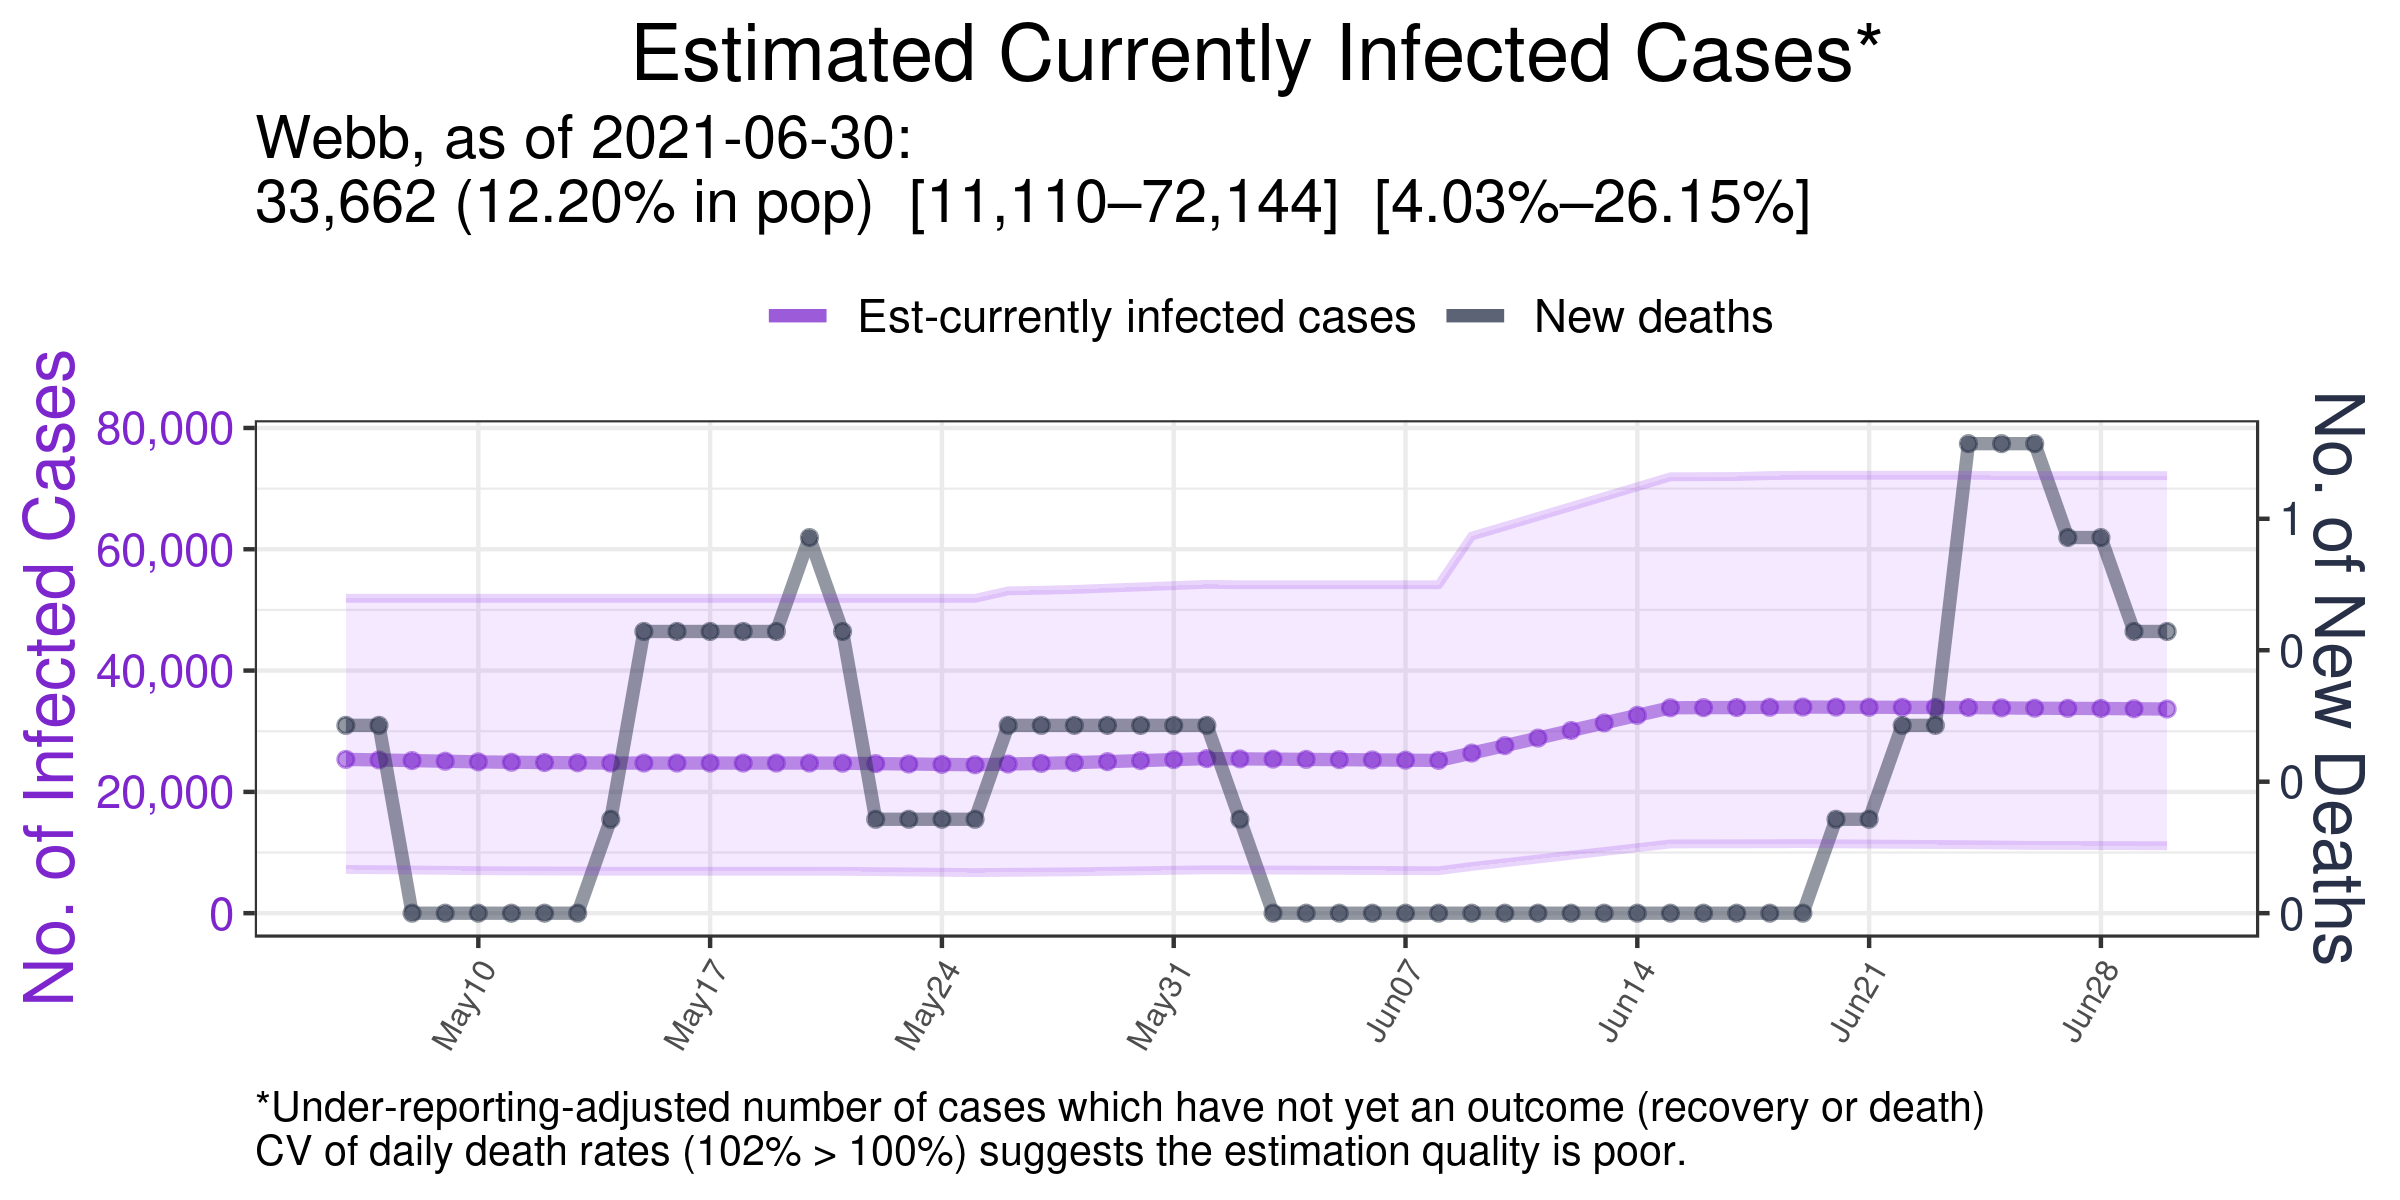 Estimated Currently Infected Cases*
Webb, as of 2021-06-30:
33,662 (12.20% in pop) [11,110–72,144] [4.03%–26.15%]
Est-currently infected cases
New deaths
No. of Infected Cases
80,000
60,000
40,000
20,000
0
No. of New Deaths
1
0
0
0
May10
May17
May24
May31
Jun07
Jun14
Jun21
Jun28
*Under-reporting-adjusted number of cases which have not yet an outcome (recovery or death)
CV of daily death rates (102% > 100%) suggests the estimation quality is poor.